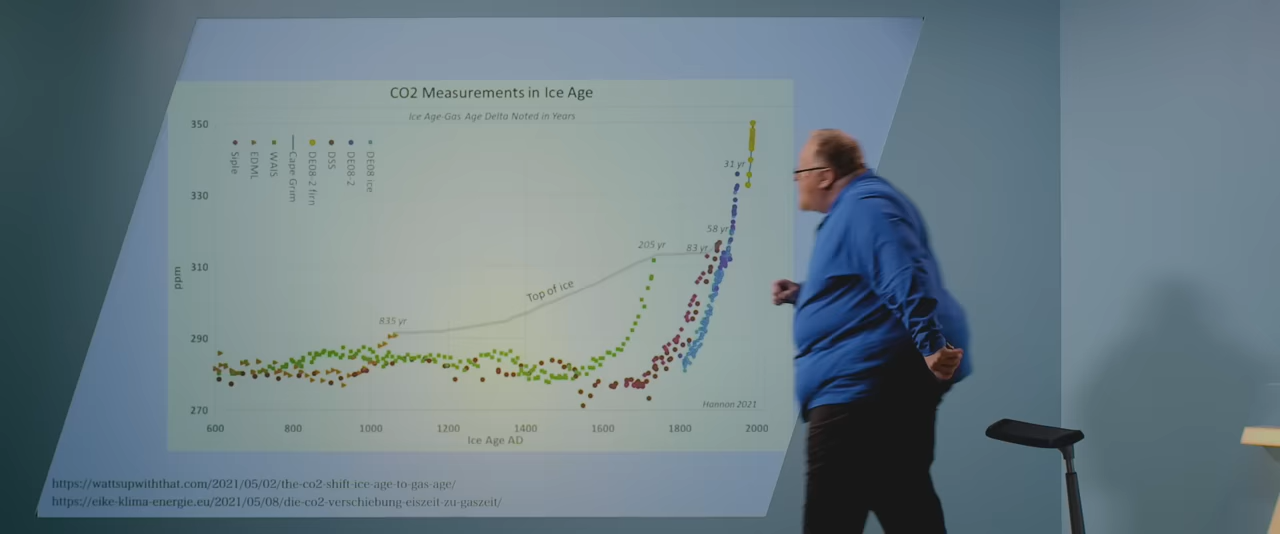 CO2 Measurements in Ice Age
Ice Age-Gas Age Delta Noted in Years
350
330
310
290
270
ppm
Siple
EDML
WAIS
Cape Grim
DE08-2 firn
DSS
DE08-2
DE08 ice
31 yr
58 yr
83 yr
205 yr
Top of ice
835 yr
Hannon 2021
600 800 1000 1200 1400 1600 1800 2000
Ice Age AD
https://wattsupwiththat.com/2021/05/02/the-co2-shift-ice-age-to-gas-age/
https://eike-klima-energie.eu/2021/05/08/die-co2-verschiebung-eiszeit-zu-gaszeit/